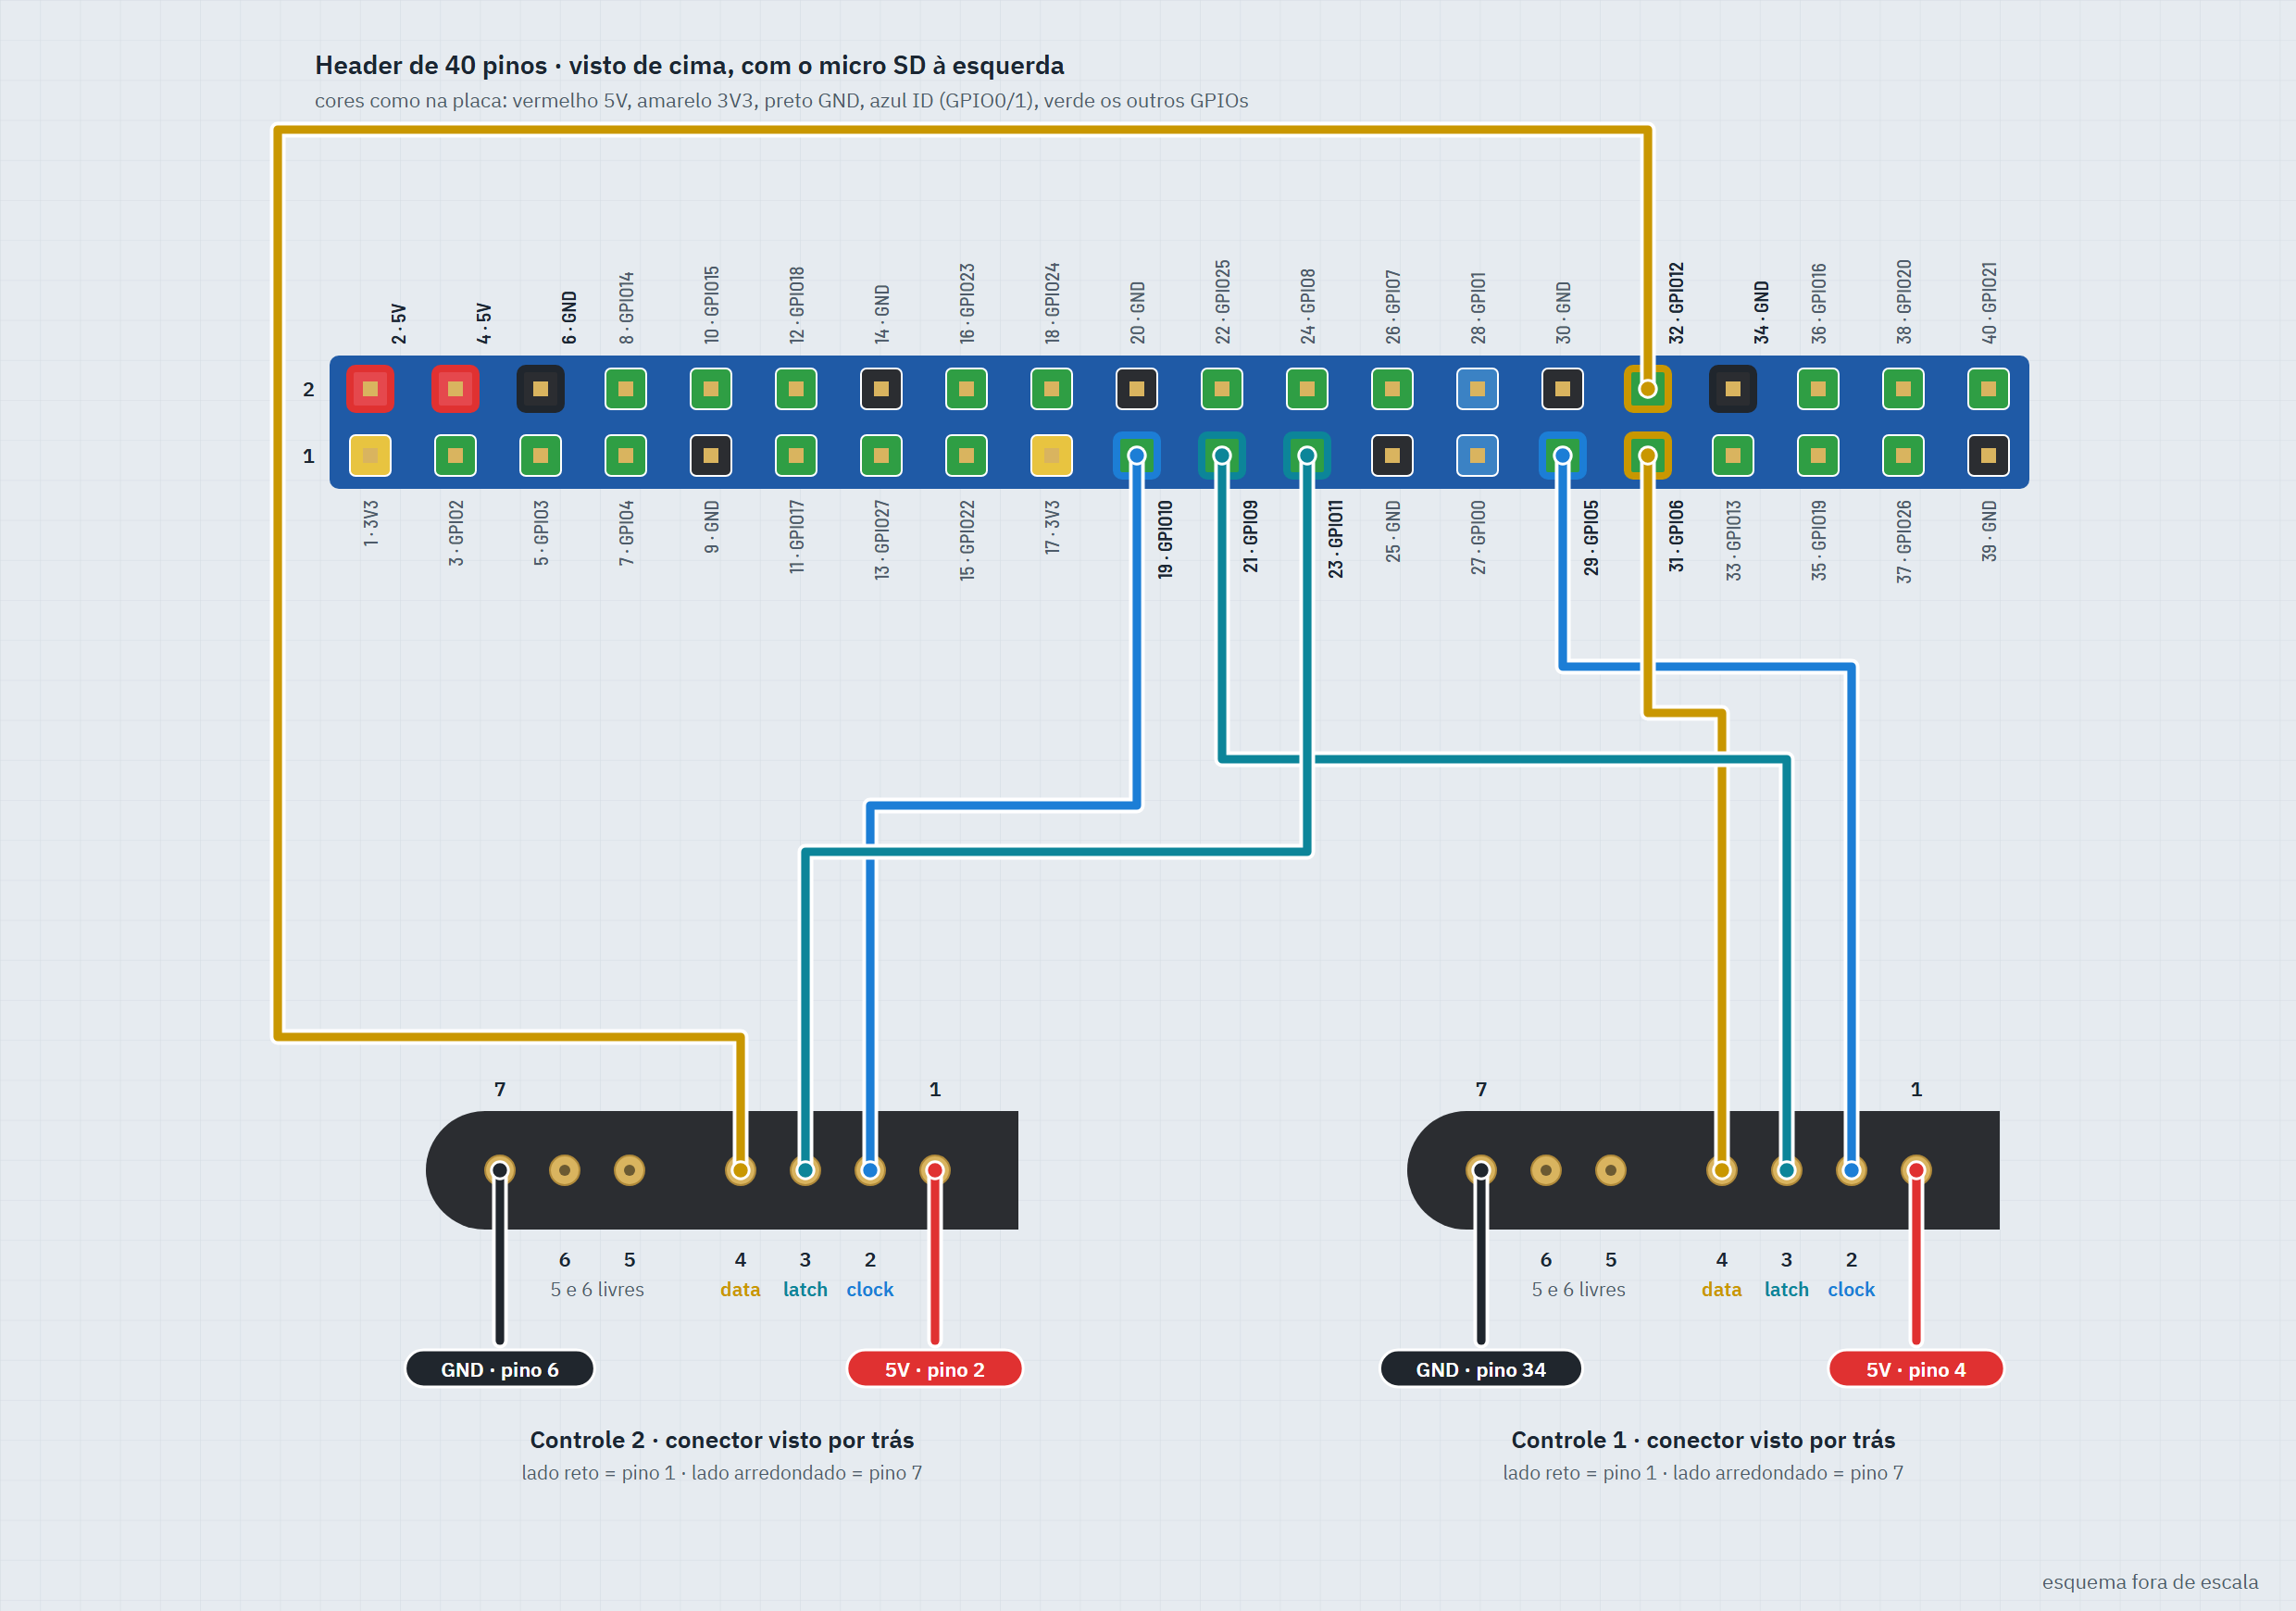 Header de 40 pinos · visto de cima, com o micro SD à esquerda
cores como na placa: vermelho 5V, amarelo 3V3, preto GND, azul ID (GPIO0/1), verde os outros GPIOs
2 · 5V
4 · 5V
6 · GND
8 · GPIO14
10 · GPIO15
12 · GPIO18
14 · GND
16 · GPIO23
18 · GPIO24
20 · GND
22 · GPIO25
24 · GPIO8
26 · GPIO7
28 · GPIO1
30 · GND
32 · GPIO12
34 · GND
36 · GPIO16
38 · GPIO20
40 · GPIO21
2
1
1 · 3V3
3 · GPIO2
5 · GPIO3
7 · GPIO4
9 · GND
11 · GPIO17
13 · GPIO27
15 · GPIO22
17 · 3V3
19 · GPIO10
21 · GPIO9
23 · GPIO11
25 · GND
27 · GPIO0
29 · GPIO5
31 · GPIO6
33 · GPIO13
35 · GPIO19
37 · GPIO26
39 · GND
7 1
6 5 4 3 2
5 e 6 livres data latch clock
GND · pino 6
5V · pino 2
Controle 2 · conector visto por trás
lado reto = pino 1 · lado arredondado = pino 7
7 1
6 5 4 3 2
5 e 6 livres data latch clock
GND · pino 34
5V · pino 4
Controle 1 · conector visto por trás
lado reto = pino 1 · lado arredondado = pino 7
esquema fora de escala